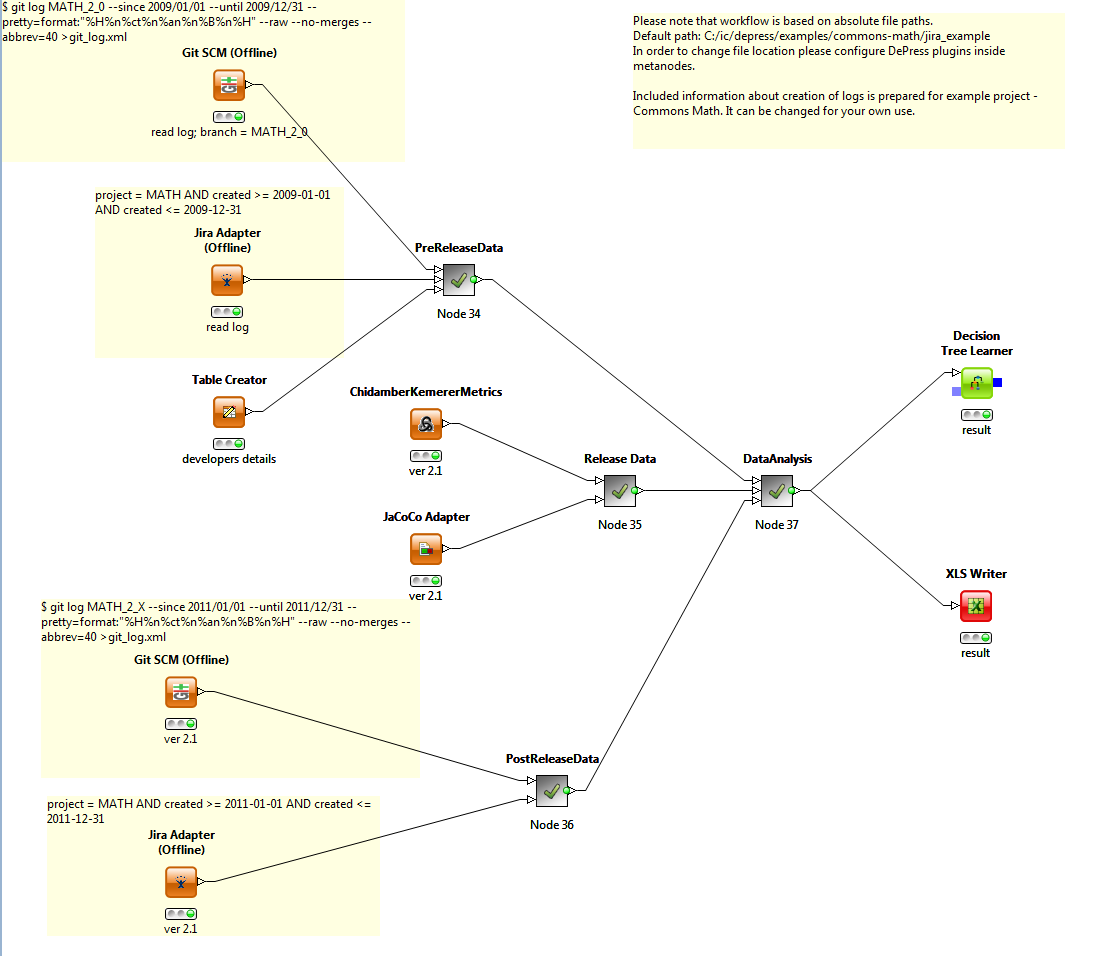 $ git log MATH_2_0 --since 2009/01/01 --until 2009/12/31 --
pretty=format:"%H%n%ct%n%an%n%B%n%H" --raw --no-merges --
abbrev=40 >git_log.xml
Git SCM (Offline)
read log; branch = MATH_2_0
Please note that workflow is based on absolute file paths.
Default path: C:/ic/depress/examples/commons-math/jira_example
In order to change file location please configure DePress plugins inside
metanodes.
Included information about creation of logs is prepared for example project -
Commons Math. It can be changed for your own use.
project = MATH AND created >= 2009-01-01
AND created <= 2009-12-31
Jira Adapter
(Offline)
read log
PreReleaseData
Node 34
Table Creator
developers details
ChidamberKemererMetrics
ver 2.1
JaCoCo Adapter
ver 2.1
Release Data
Node 35
DataAnalysis
Node 37
Decision
Tree Learner
result
XLS Writer
result
$ git log MATH_2_X --since 2011/01/01 --until 2011/12/31 --
pretty=format:"%H%n%ct%n%an%n%B%n%H" --raw --no-merges --
abbrev=40 >git_log.xml
Git SCM (Offline)
ver 2.1
PostReleaseData
Node 36
project = MATH AND created >= 2011-01-01 AND created <=
2011-12-31
Jira Adapter
(Offline)
ver 2.1